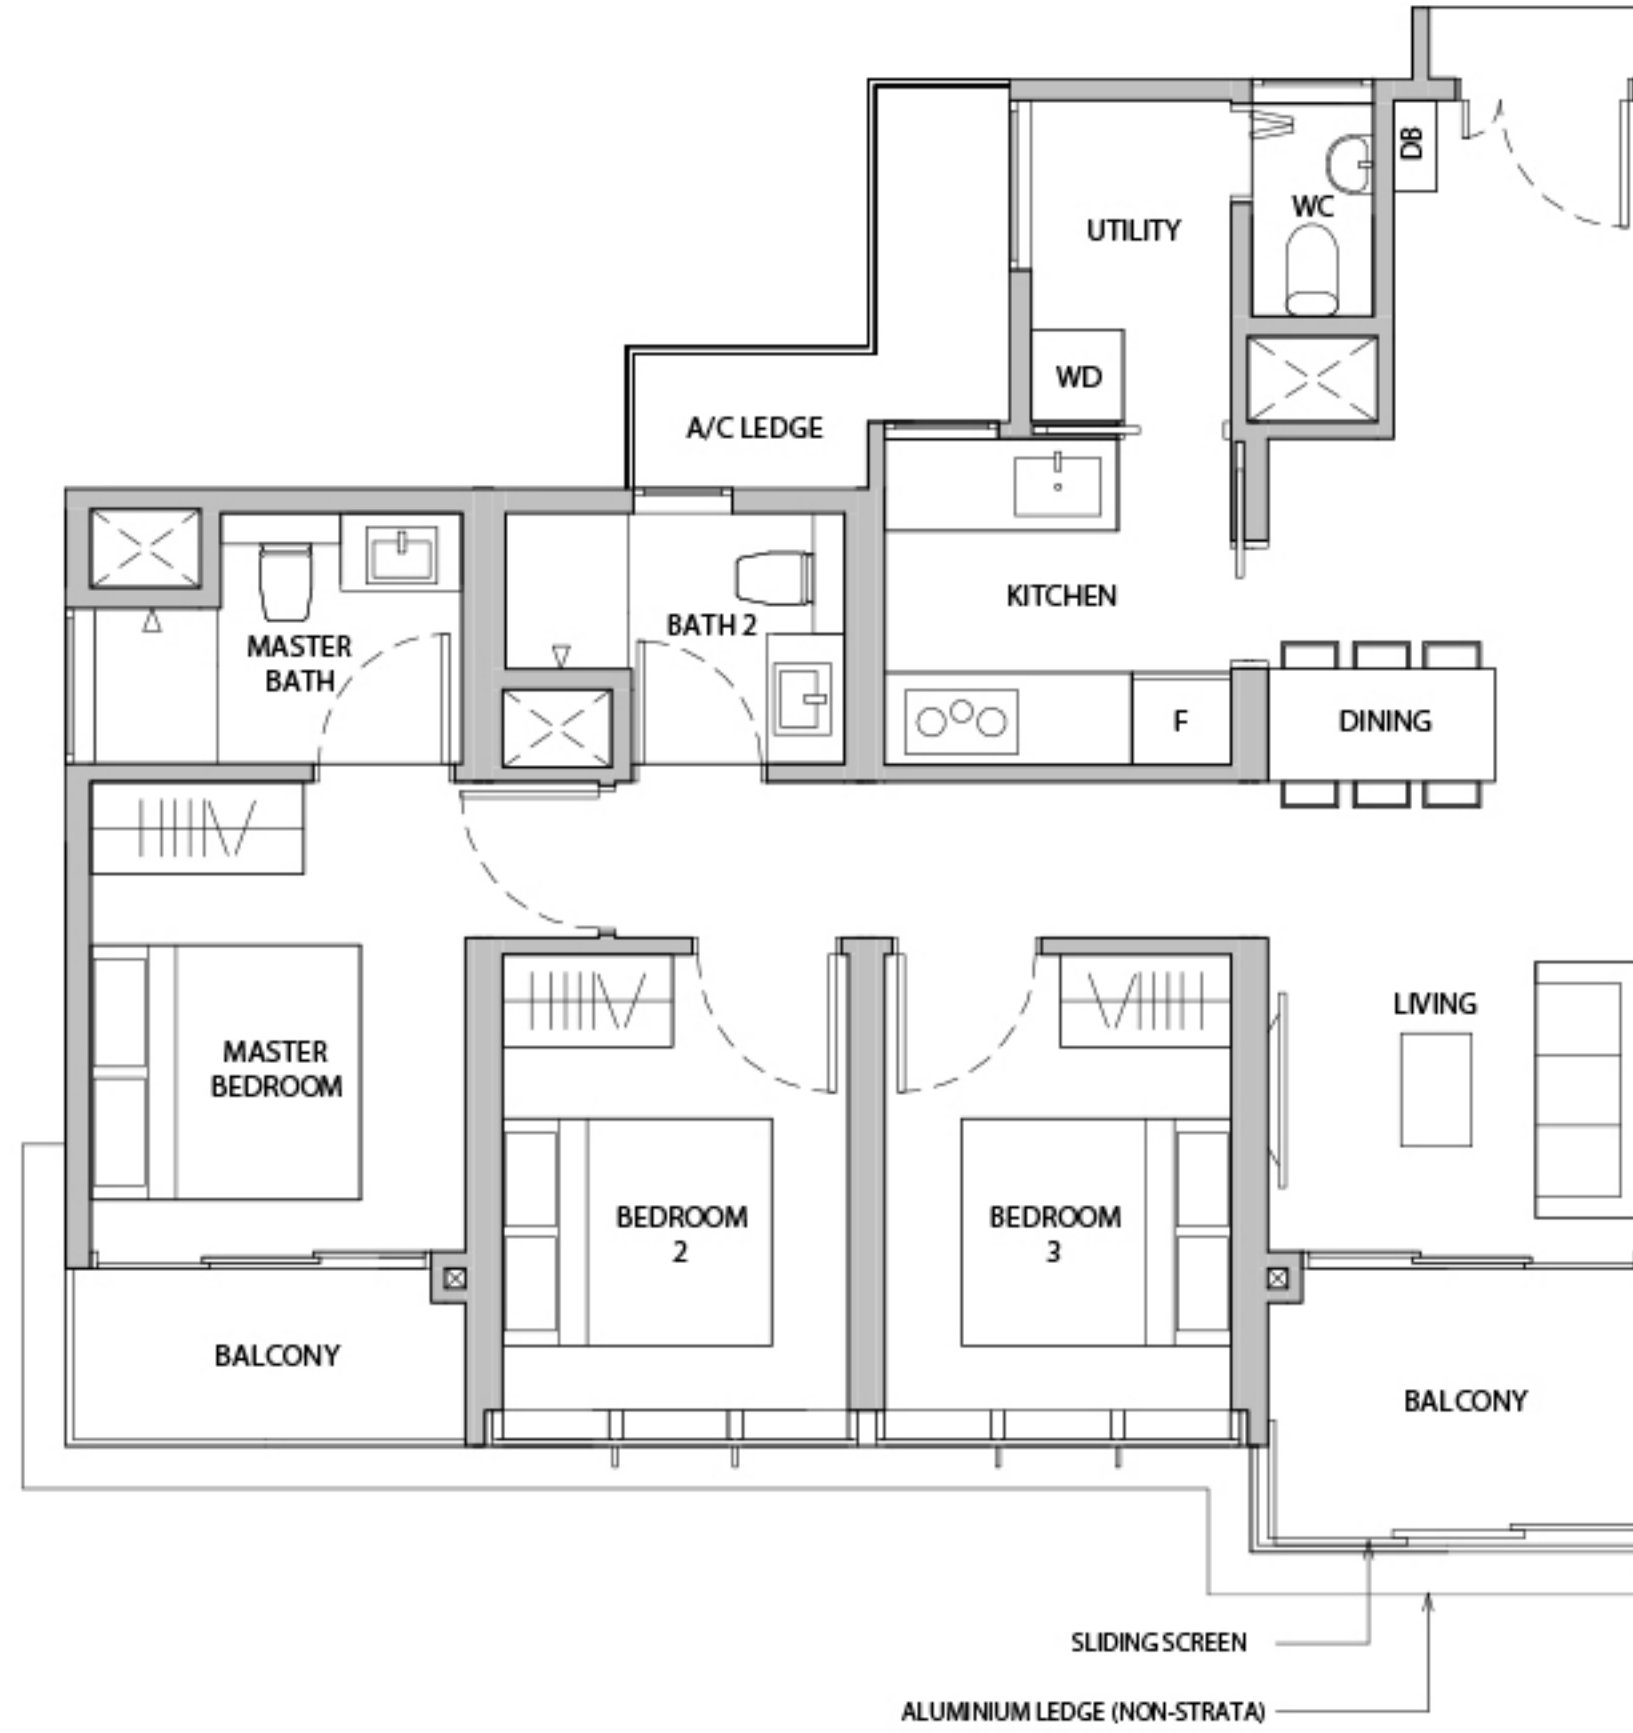 DB
WC
UTILITY
WD
A/C LEDGE
KITCHEN
BATH 2
MASTER
BATH
F
DINING
LIVING
MASTER
BEDROOM
BEDROOM
2
BEDROOM
3
BALCONY
BALCONY
SLIDING SCREEN
ALUMINIUM LEDGE (NON-STRATA)